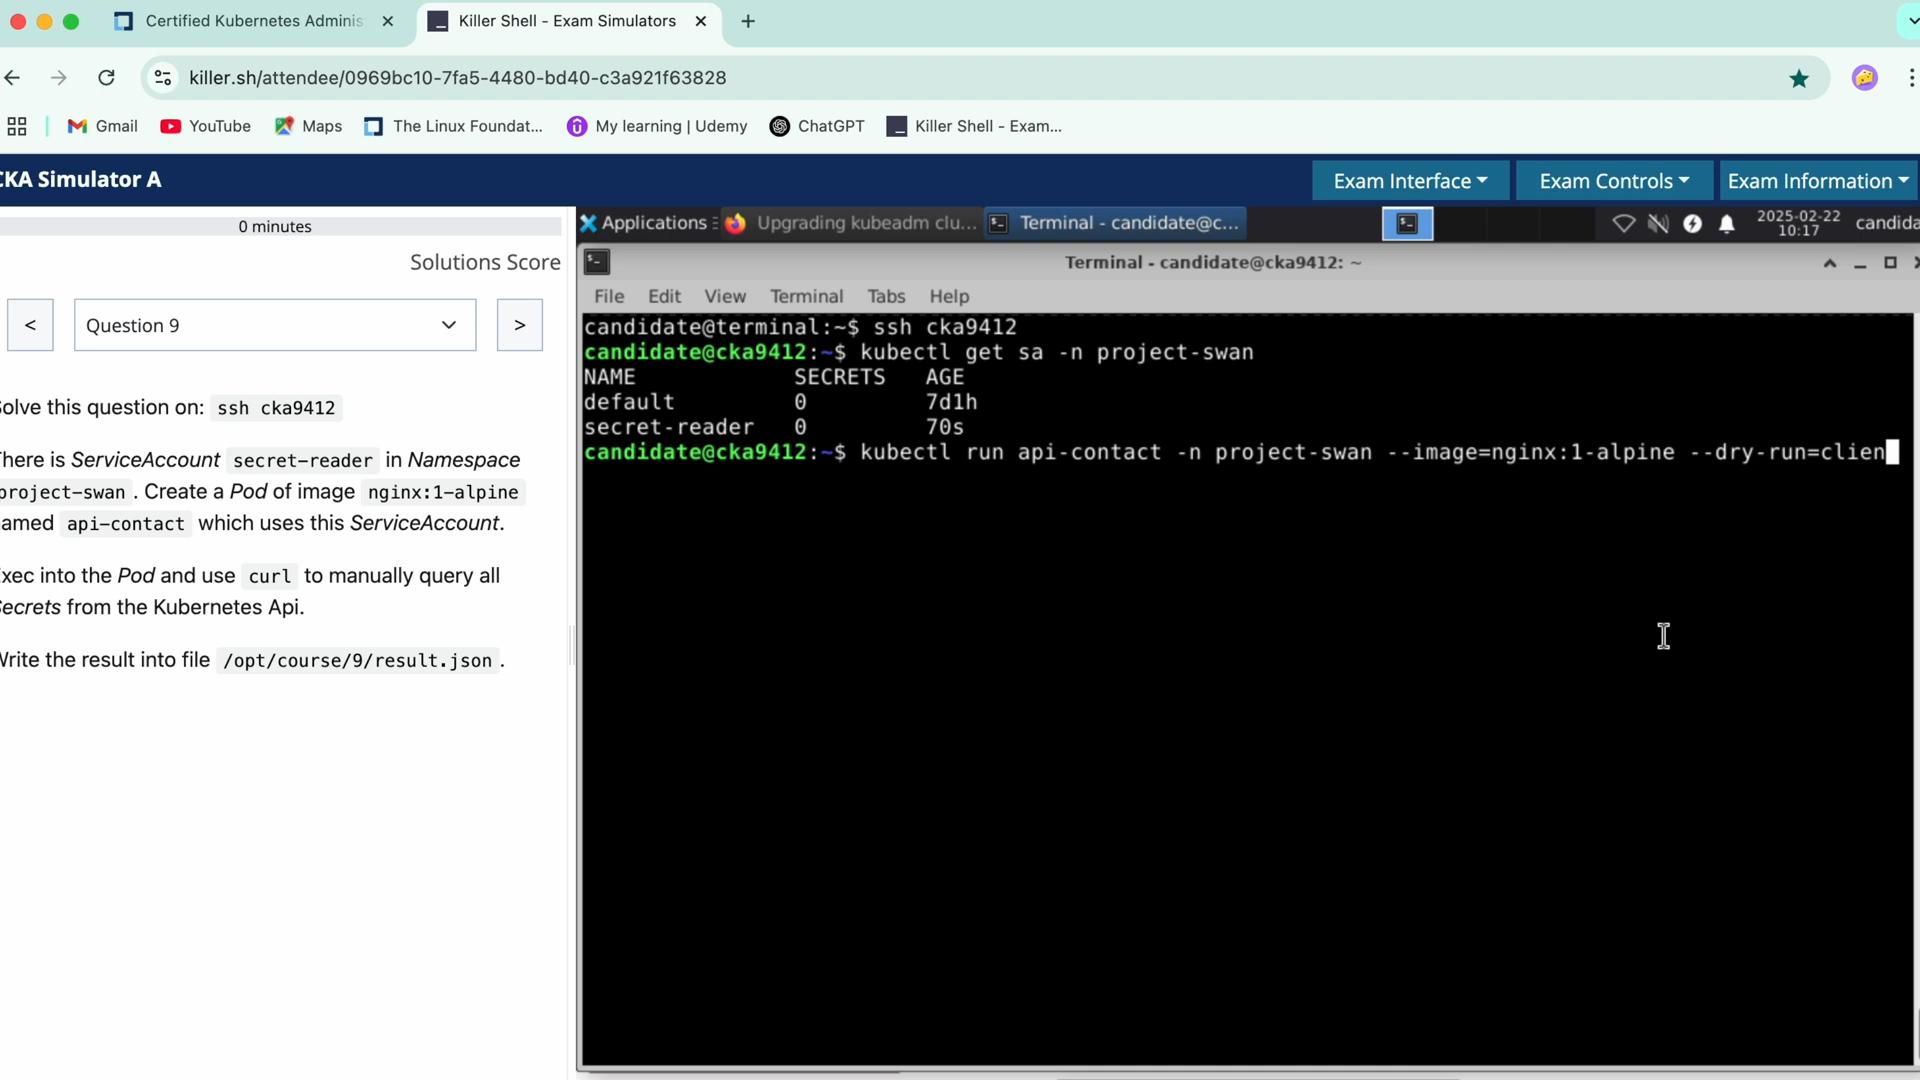 Certified Kubernetes Adminis
Killer Shell - Exam Simulators
killer.sh/attendee/0969bc10-7fa5-4480-bd40-c3a921f63828
Gmail
YouTube
Maps
The Linux Foundat...
My learning | Udemy
ChatGPT
Killer Shell - Exam...
CKA Simulator A
Exam Interface
Exam Controls
Exam Information
0 minutes
Solutions Score
<
Question 9
>
olve this question on: ssh cka9412
here is ServiceAccount secret-reader in Namespace
project-swan . Create a Pod of image nginx:1-alpine
amed api-contact which uses this ServiceAccount.
xec into the Pod and use curl to manually query all
ecrets from the Kubernetes Api.
Write the result into file /opt/course/9/result.json .
Applications
Upgrading kubeadm clu...
Terminal - candidate@c...
2025-02-22
10:17
candida
Terminal - candidate@cka9412: ~
File Edit View Terminal Tabs Help
candidate@terminal:~$ ssh cka9412
candidate@cka9412:~$ kubectl get sa -n project-swan
NAME SECRETS AGE
default 0 7d1h
secret-reader 0 70s
candidate@cka9412:~$ kubectl run api-contact -n project-swan --image=nginx:1-alpine --dry-run=clien